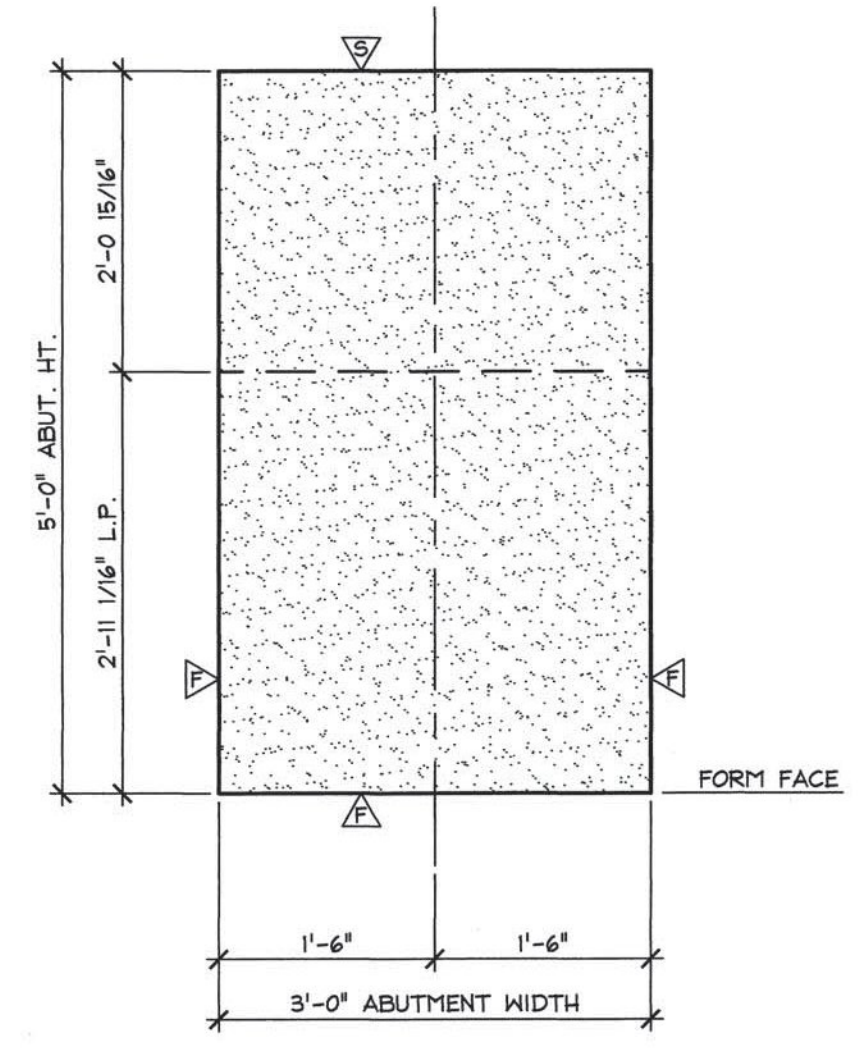 S
2'-0 15/16"
5'-0" ABUT. HT.
2'-11 1/16" L.P.
F
F
FORM FACE
F
1'-6"
1'-6"
3'-0" ABUTMENT WIDTH